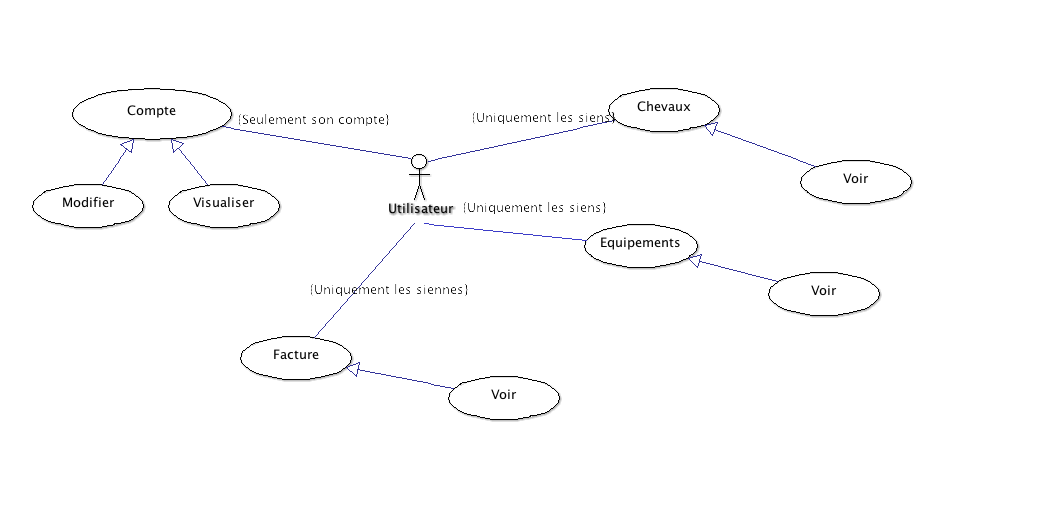 Compte
{Seulement son compte}
{Uniquement les siens}
Chevaux
Modifier
Visualiser
Voir
Utilisateur
{Uniquement les siens}
Equipements
Voir
{Uniquement les siennes}
Facture
Voir